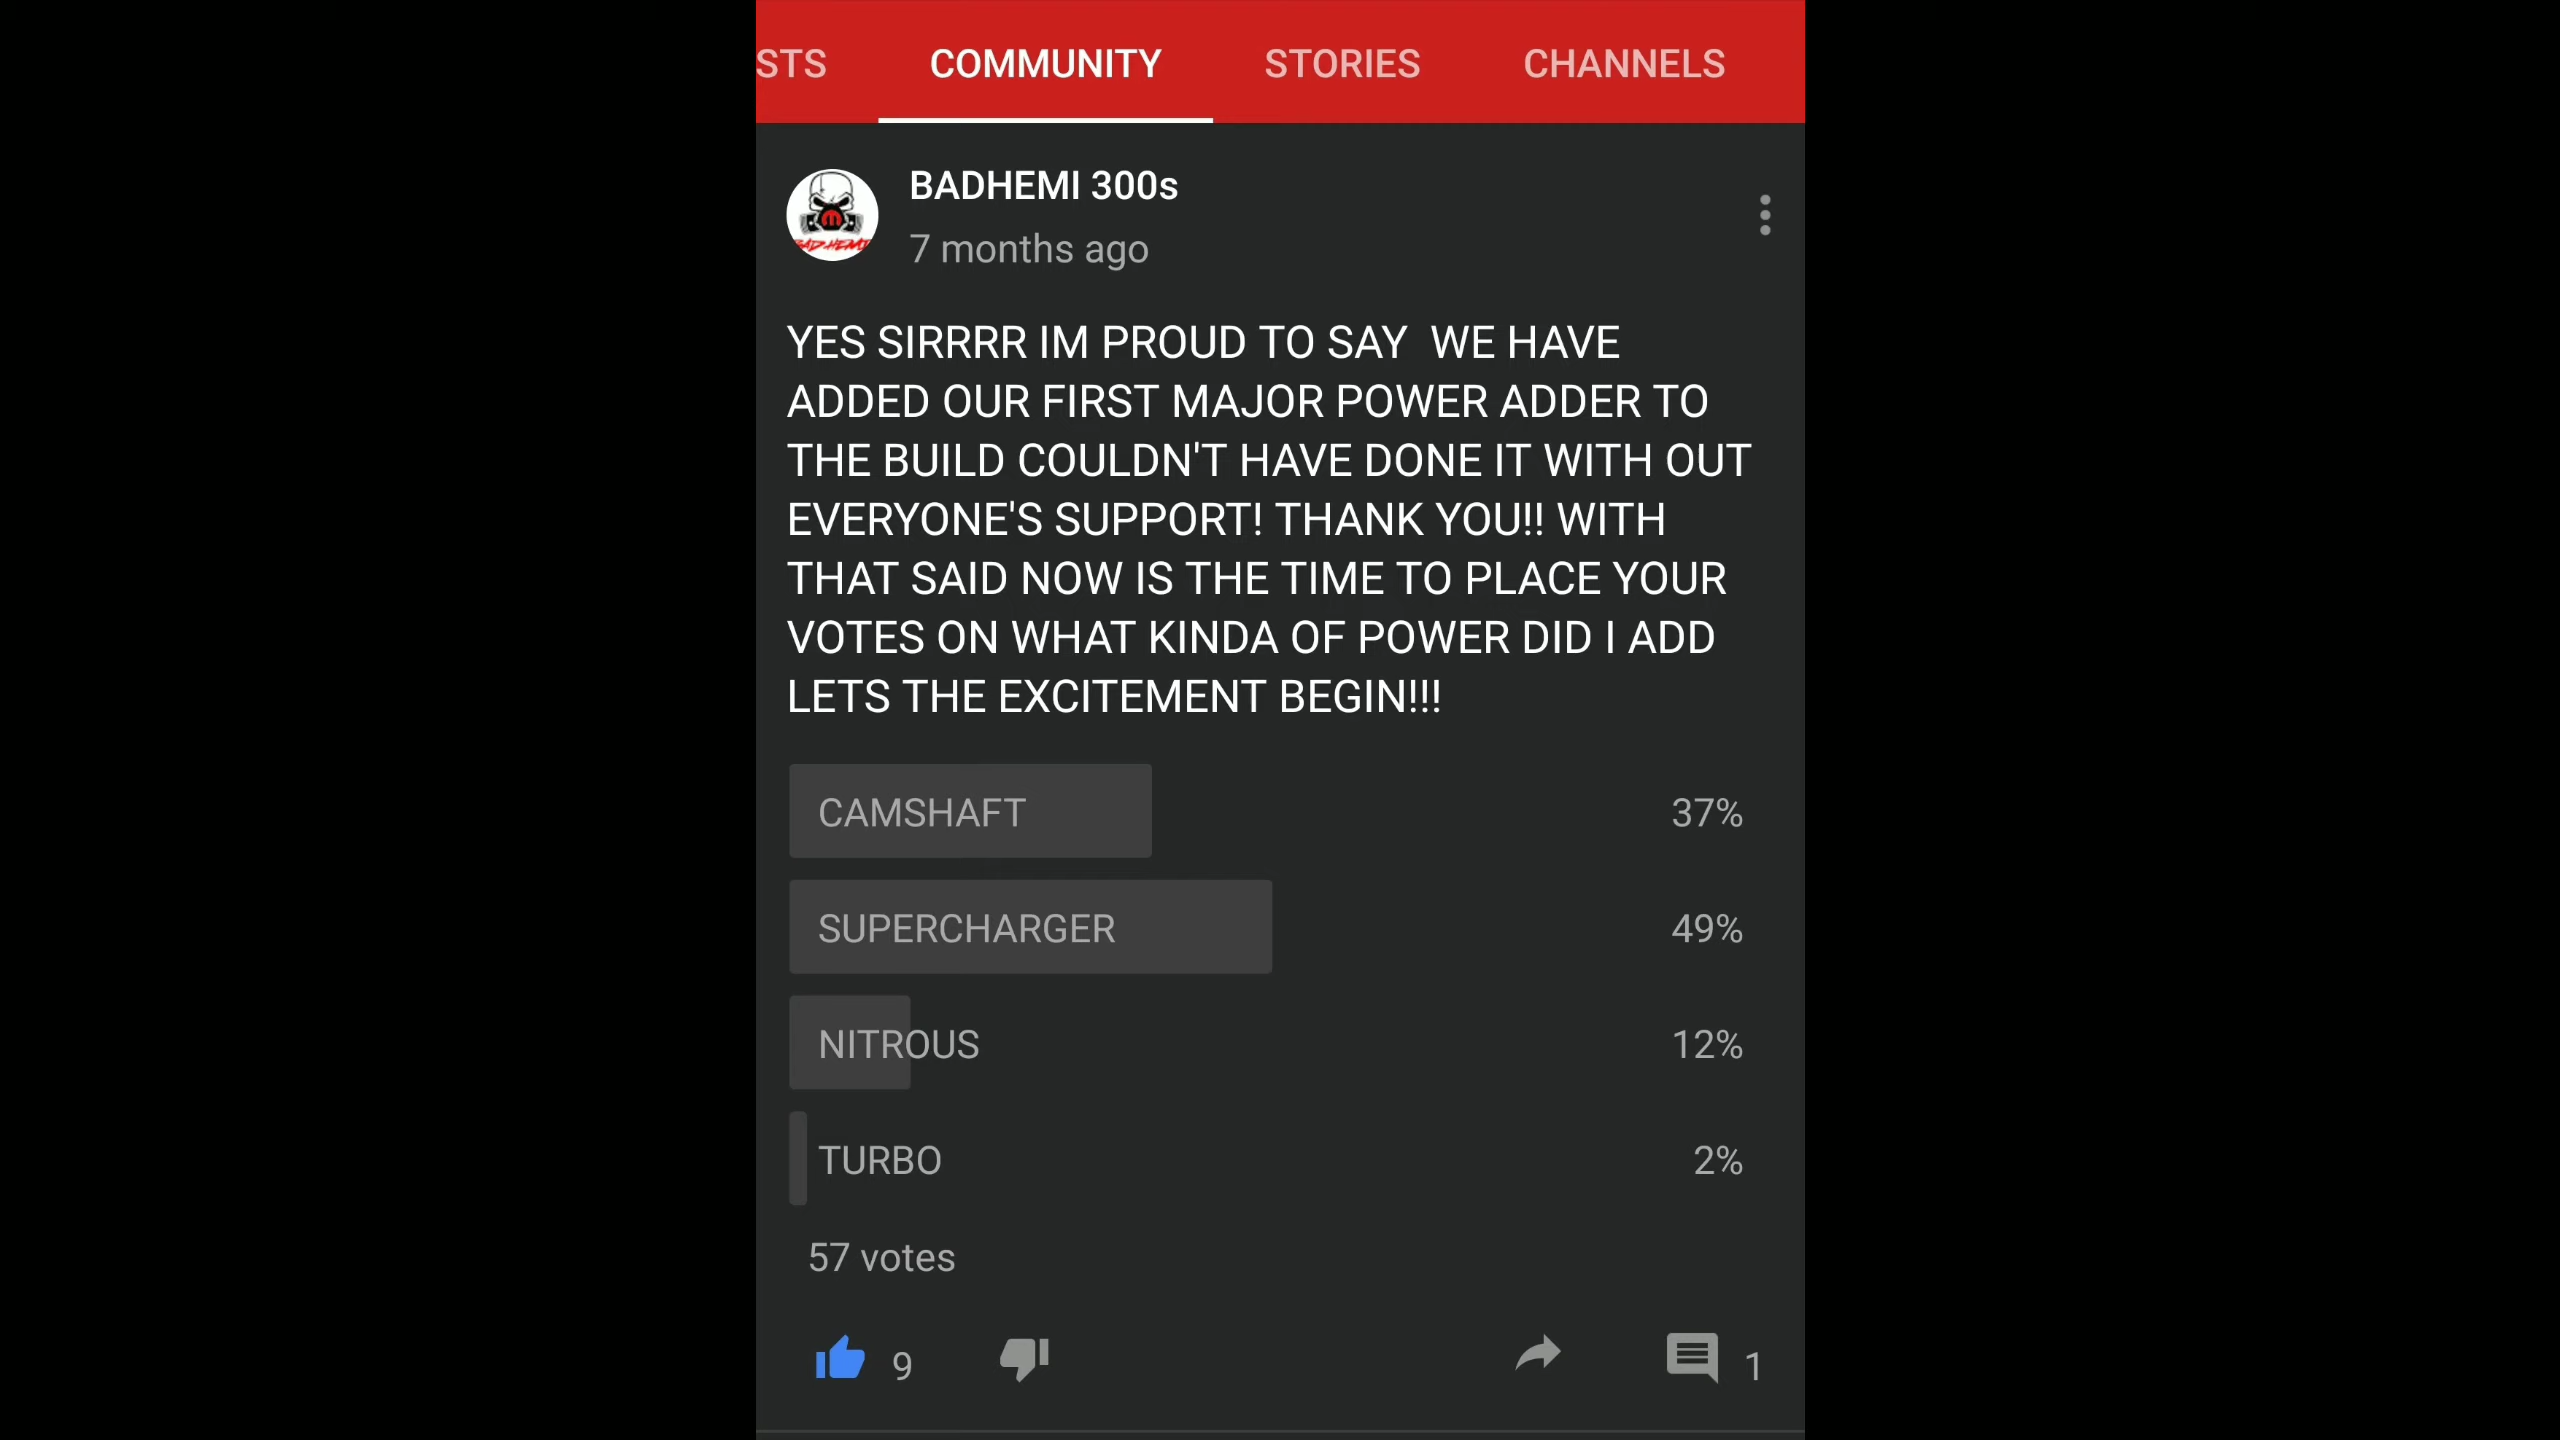 STS COMMUNITY STORIES CHANNELS
BADHEMI 300s
7 months ago
YES SIRRRR IM PROUD TO SAY  WE HAVE
ADDED OUR FIRST MAJOR POWER ADDER TO
THE BUILD COULDN'T HAVE DONE IT WITH OUT
EVERYONE'S SUPPORT! THANK YOU!! WITH
THAT SAID NOW IS THE TIME TO PLACE YOUR
VOTES ON WHAT KINDA OF POWER DID I ADD
LETS THE EXCITEMENT BEGIN!!!
CAMSHAFT 37%
SUPERCHARGER 49%
NITROUS 12%
TURBO 2%
57 votes
9 1